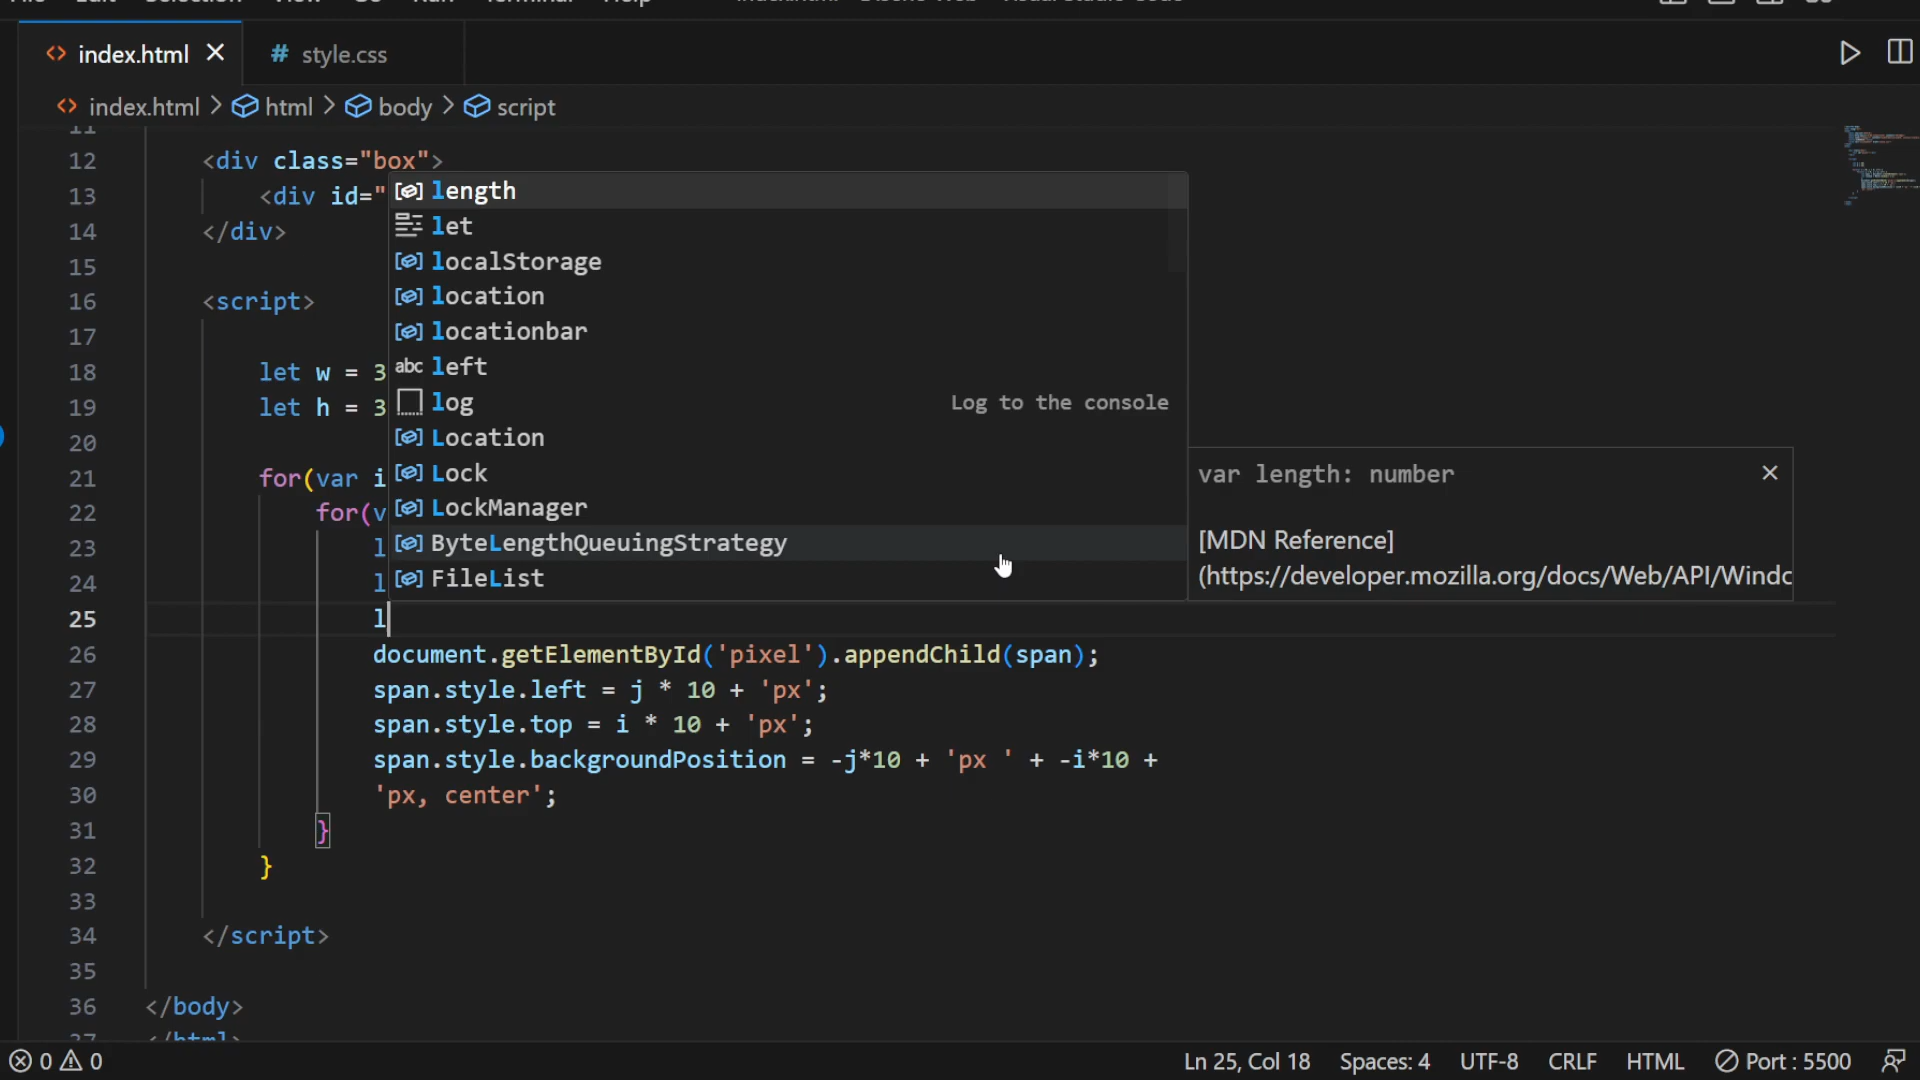 index.html
style.css
index.html > html > body > script
12 <div class="box">
13 <div id="
14 </div>
15
16 <script>
17
18 let w = 3
19 let h = 3
20
21 for(var i
22 for(v
23 l
24 l
25 l
length
let
localStorage
location
locationbar
left
log Log to the console
Location
Lock
LockManager
ByteLengthQueuingStrategy
FileList
var length: number
[MDN Reference]
(https://developer.mozilla.org/docs/Web/API/Windo
26 document.getElementById('pixel').appendChild(span);
27 span.style.left = j * 10 + 'px';
28 span.style.top = i * 10 + 'px';
29 span.style.backgroundPosition = -j*10 + 'px ' + -i*10 +
30 'px, center';
31 }
32 }
33
34 </script>
35
36 </body>
37 </html>
0 0 Ln 25, Col 18 Spaces: 4 UTF-8 CRLF HTML Port : 5500